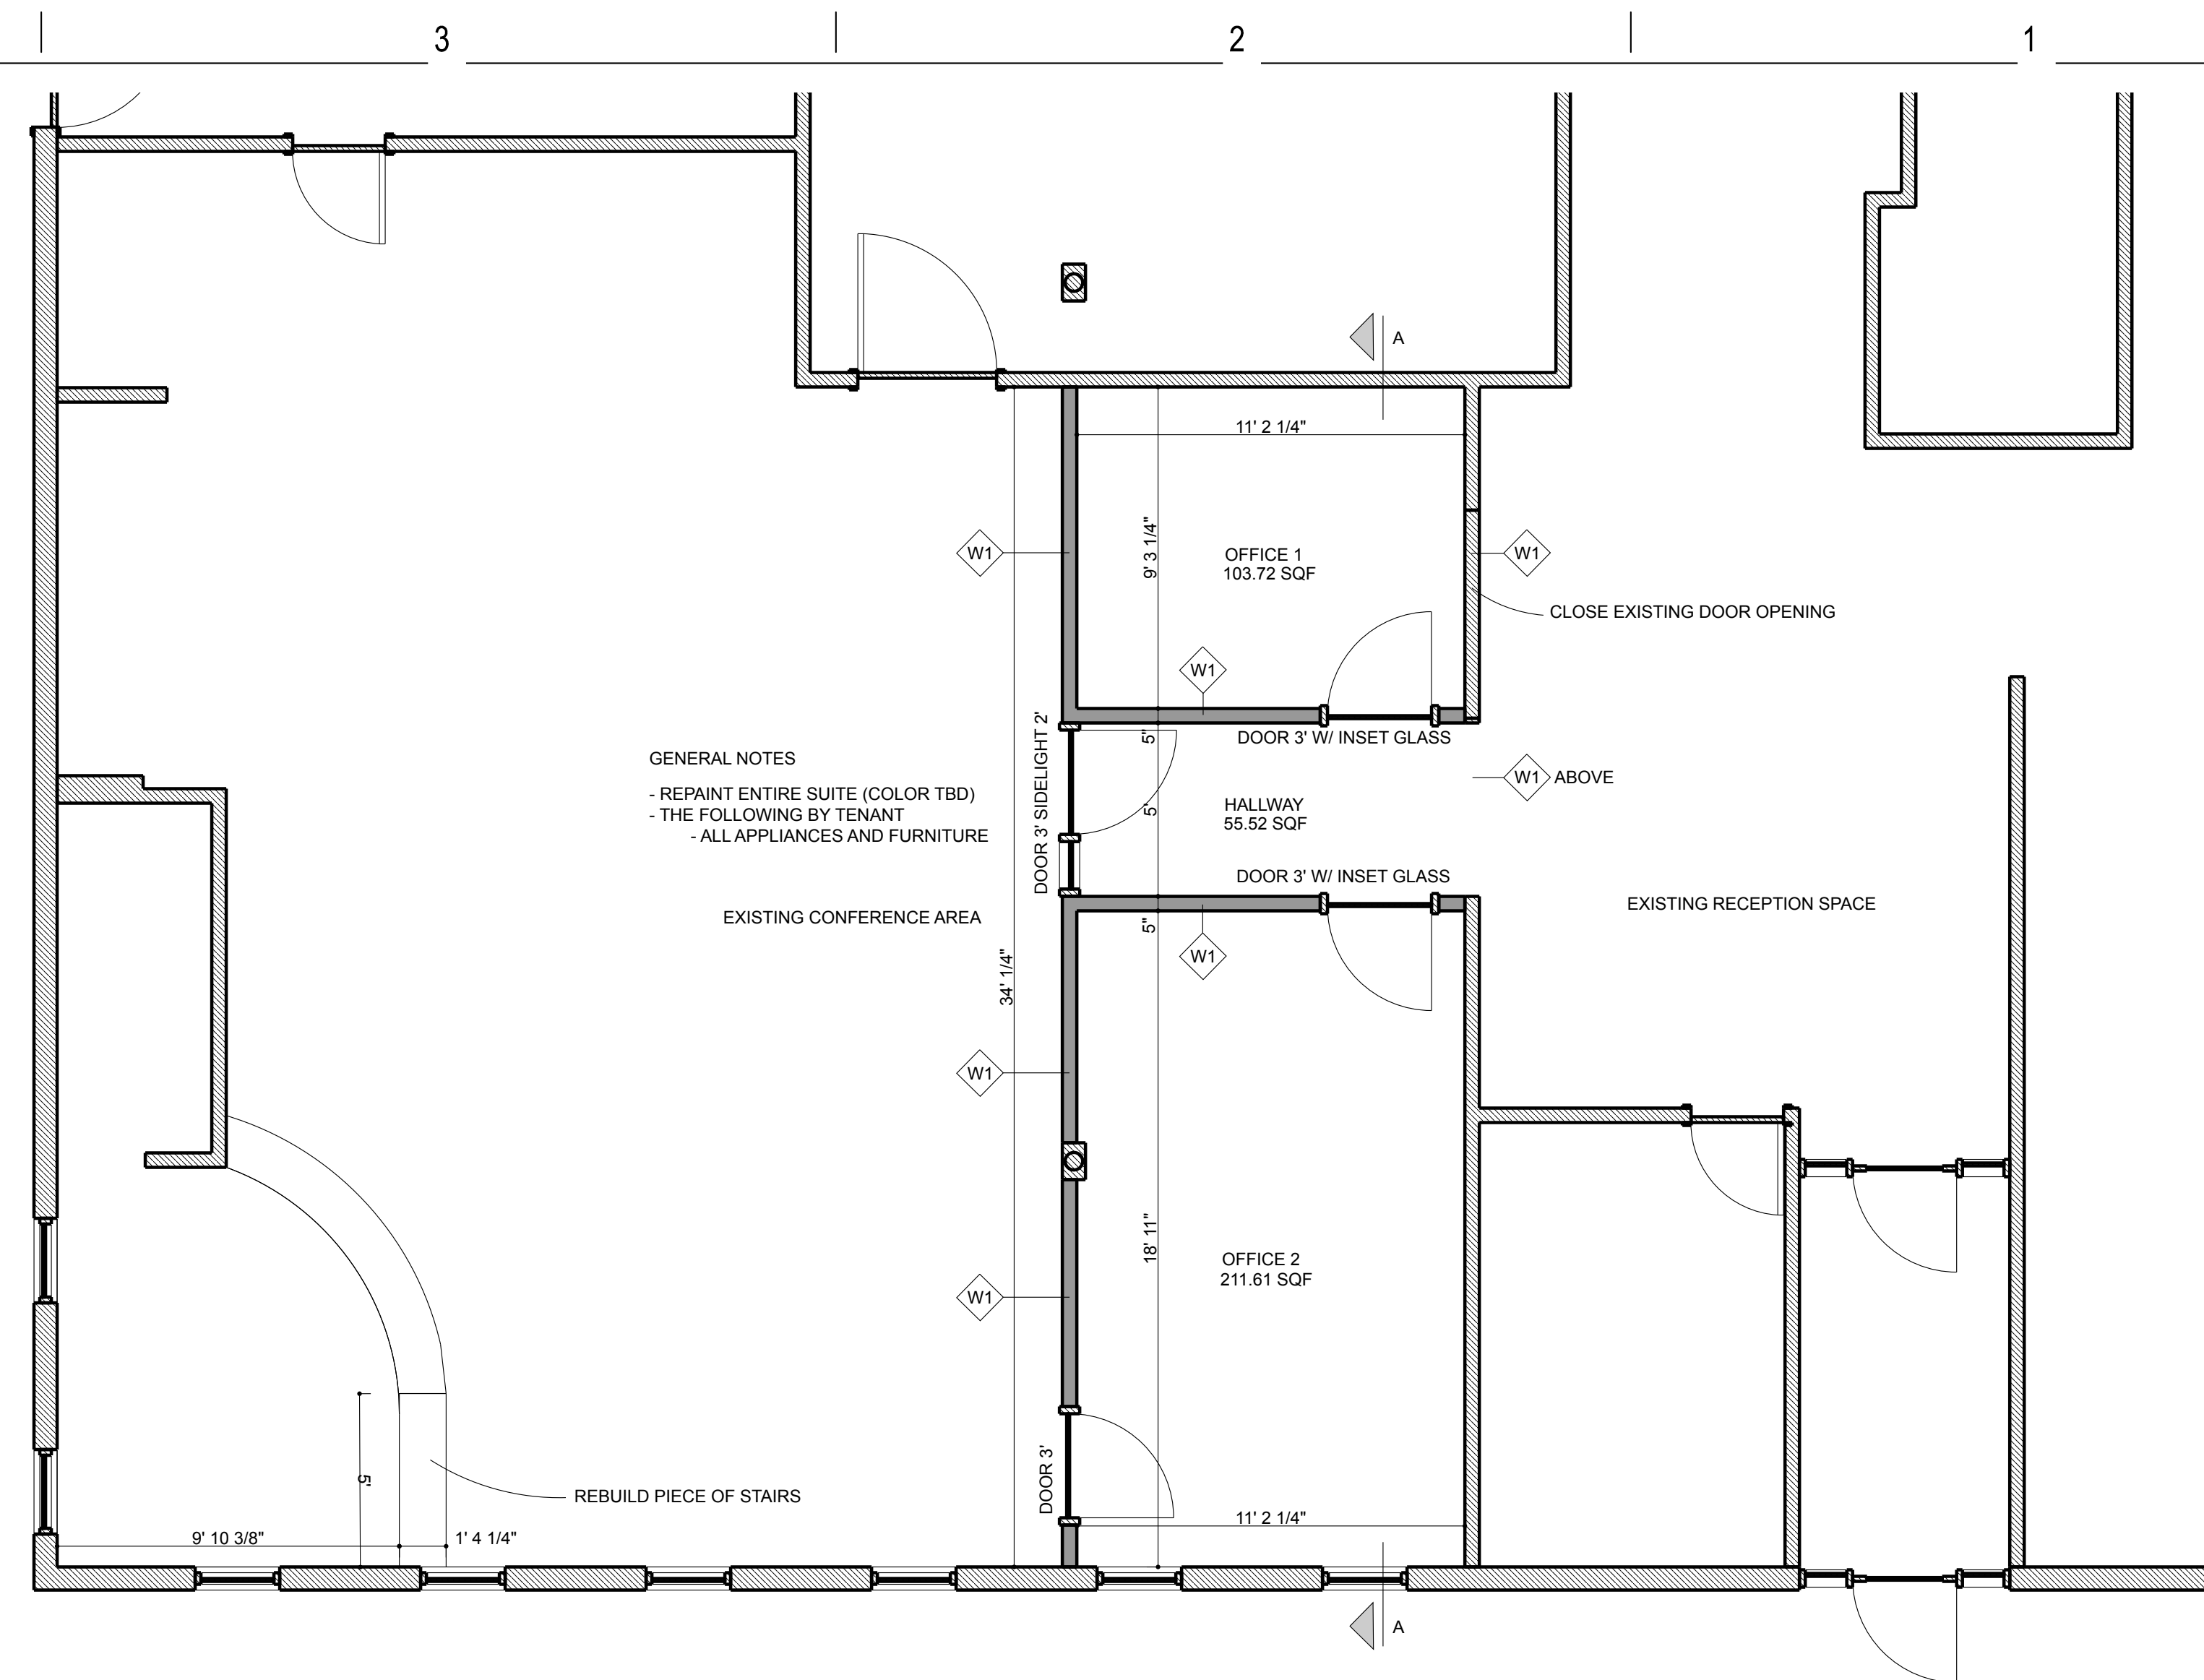 3
2
1
A
11' 2 1/4"
9' 3 1/4"
W1
OFFICE 1
103.72 SQF
W1
CLOSE EXISTING DOOR OPENING
W1
DOOR 3' SIDELIGHT 2'
5"
DOOR 3' W/ INSET GLASS
GENERAL NOTES
- REPAINT ENTIRE SUITE (COLOR TBD)
- THE FOLLOWING BY TENANT
- ALL APPLIANCES AND FURNITURE
W1 ABOVE
5'
HALLWAY
55.52 SQF
DOOR 3' W/ INSET GLASS
EXISTING CONFERENCE AREA
5"
EXISTING RECEPTION SPACE
W1
34' 1/4"
W1
18' 11"
OFFICE 2
211.61 SQF
W1
DOOR 3'
5'
REBUILD PIECE OF STAIRS
9' 10 3/8"
1' 4 1/4"
11' 2 1/4"
A